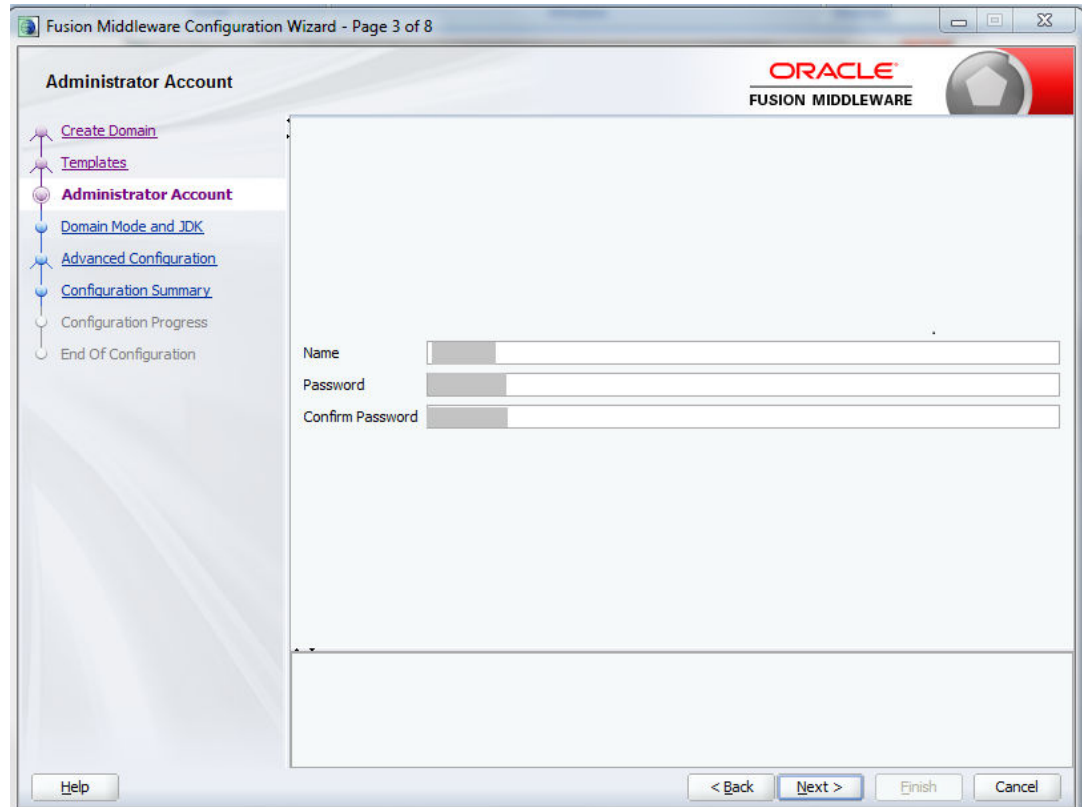 Fusion Middleware Configuration Wizard - Page 3 of 8
Administrator Account
ORACLE
FUSION MIDDLEWARE
Create Domain
Templates
Administrator Account
Domain Mode and JDK
Advanced Configuration
Configuration Summary
Configuration Progress
End Of Configuration
Name
Password
Confirm Password
Help
< Back
Next >
Finish
Cancel